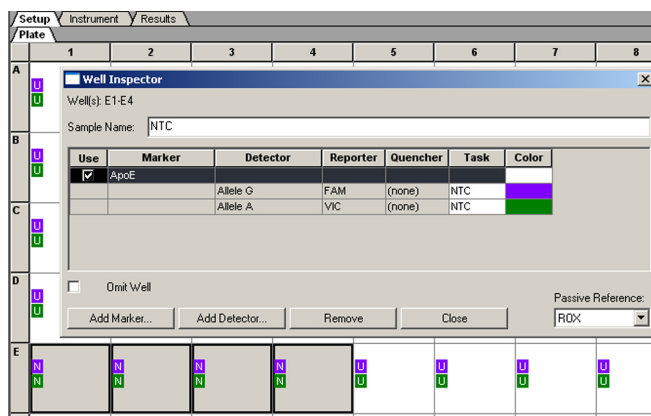 Setup Instrument Results
Plate
1 2 3 4 5 6 7 8
A
Well Inspector
U
Well(s): E1-E4
U
Sample Name: NTC
B
Use Marker Detector Reporter Quencher Task Color
U
ApoE
U
Allele G FAM (none) NTC
Allele A VIC (none) NTC
C
U
U
D
Omit Well
U
Passive Reference:
U
Add Marker... Add Detector... Remove Close ROX
E
N N N N U U U U
N N N N U U U U